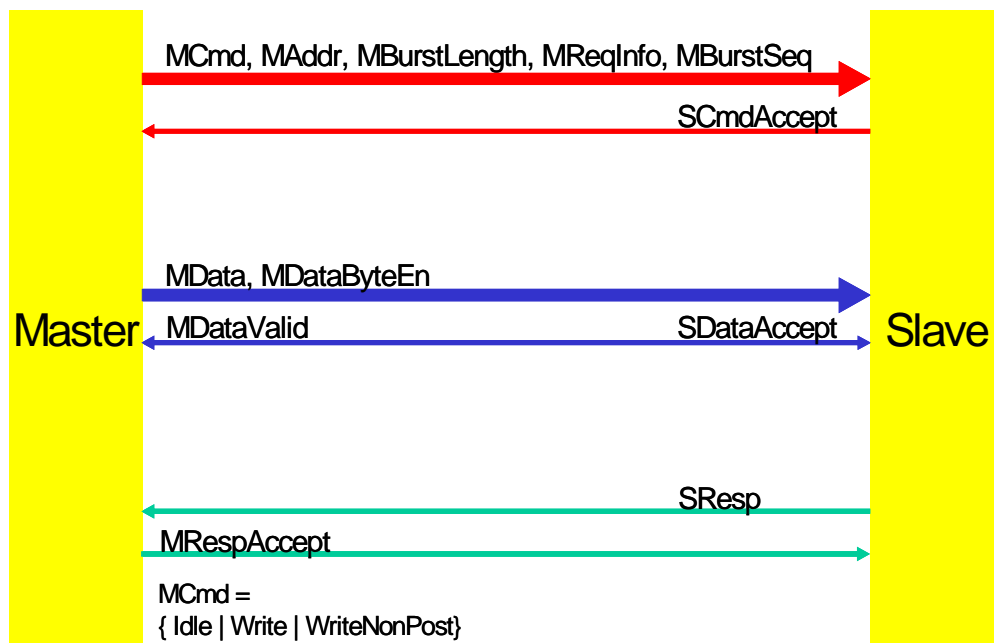 MCmd, MAddr, MBurstLength, MReqInfo, MBurstSeq
SCmdAccept
MData, MDataByteEn
Master
MDataValid
SDataAccept
Slave
SResp
MRespAccept
MCmd =
{ Idle | Write | WriteNonPost}